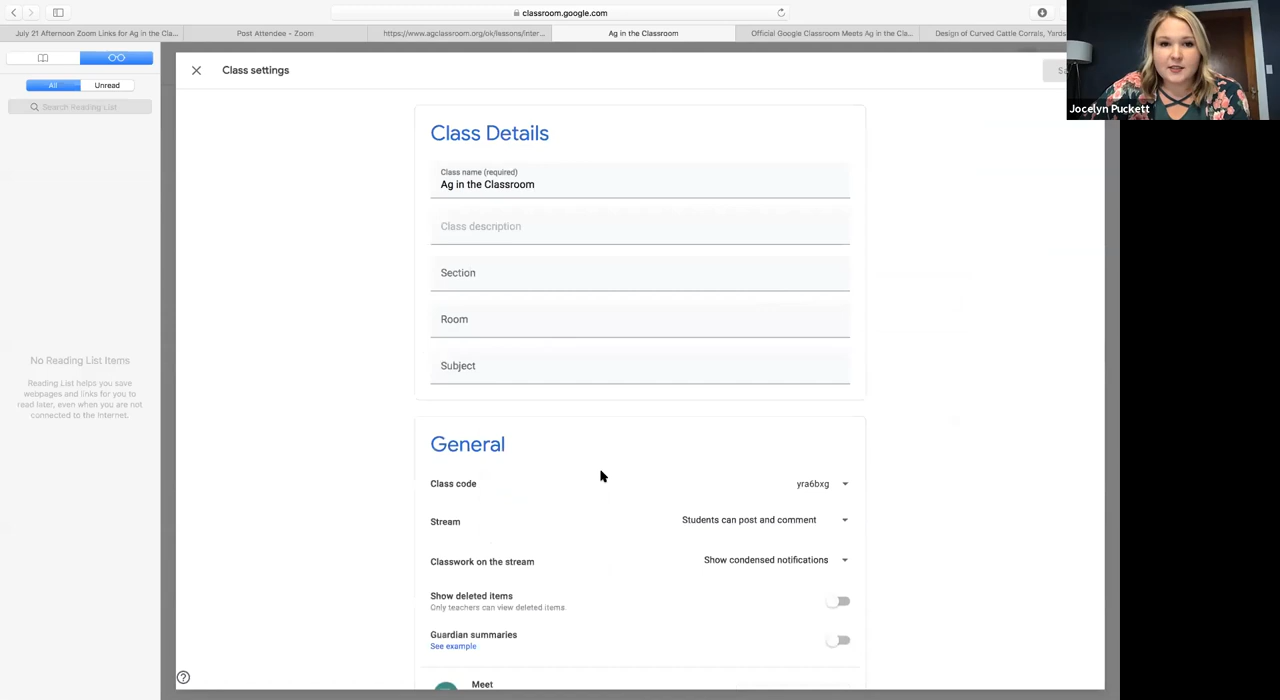 classroom.google.com
July 21 Afternoon Zoom Links for Ag in the Cla...
Post Attendee - Zoom
https://www.agclassroom.org/ok/lessons/inter...
Ag in the Classroom
Official Google Classroom Meets Ag in the Cla...
Design of Curved Cattle Corrals, Yards
All
Unread
Search Reading List
No Reading List Items
Reading List helps you save
webpages and links for you to
read later, even when you are not
connected to the Internet.
Class settings
Jocelyn Puckett
Class Details
Class name (required)
Ag in the Classroom
Class description
Section
Room
Subject
General
Class code
yra6bxg
Stream
Students can post and comment
Classwork on the stream
Show condensed notifications
Show deleted items
Only teachers can view deleted items
Guardian summaries
See example
Meet